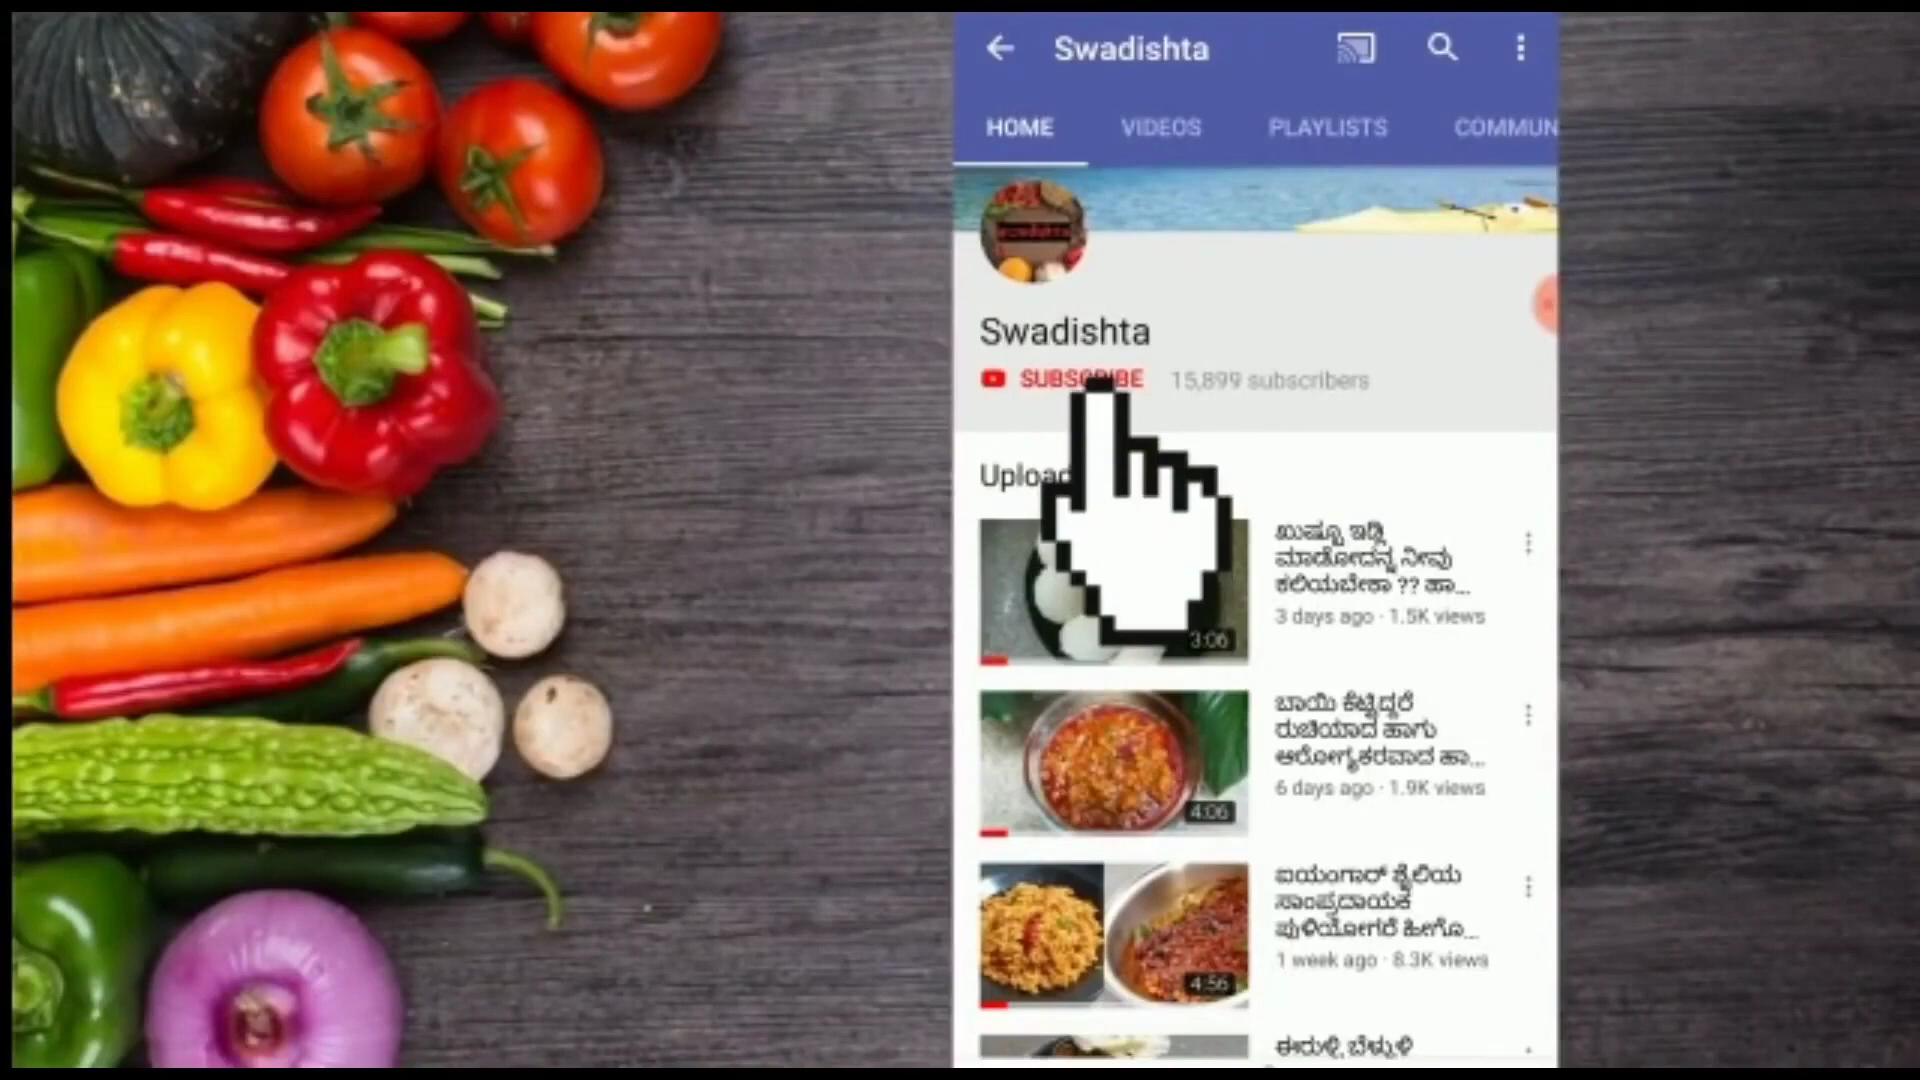 Swadishta
HOME VIDEOS PLAYLISTS COMMUN
Swadishta
SUBSCRIBE 15,899 subscribers
Upload
ಖುಷ್ಬೂ ಇಡ್ಲಿ
ಮಾಡೋದನ್ನ ನೀವು
ಕಲಿಯಬೇಕಾ ?? ಹಾ...
3 days ago · 1.5K views
3:06
ಬಾಯಿ ಕೆಟ್ಟಿದ್ದರೆ
ರುಚಿಯಾದ ಹಾಗು
ಆರೋಗ್ಯಕರವಾದ ಹಾ...
6 days ago · 1.9K views
4:06
ಐಯಂಗಾರ್ ಶೈಲಿಯ
ಸಾಂಪ್ರದಾಯಕ
ಪುಳಿಯೋಗರೆ ಹೀಗೊ...
1 week ago · 8.3K views
4:56
ಈರುಳ್ಳಿ ಬೆಳ್ಳುಳ್ಳಿ